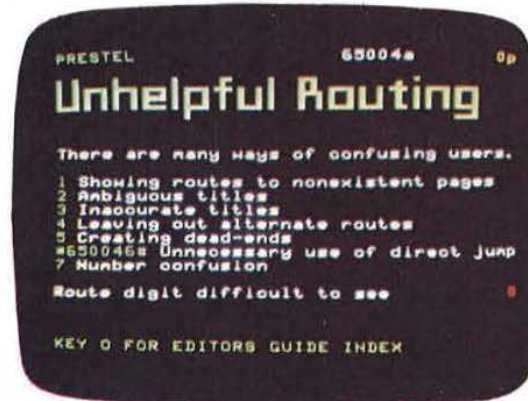 PRESTEL 65004a 0p
Unhelpful Routing
There are many ways of confusing users.
1 Showing routes to nonexistent pages
2 Ambiguous titles
3 Inaccurate titles
4 Leaving out alternate routes
5 Creating dead-ends
*650046# Unnecessary use of direct jump
7 Number confusion
Route digit difficult to see 8
KEY 0 FOR EDITORS GUIDE INDEX